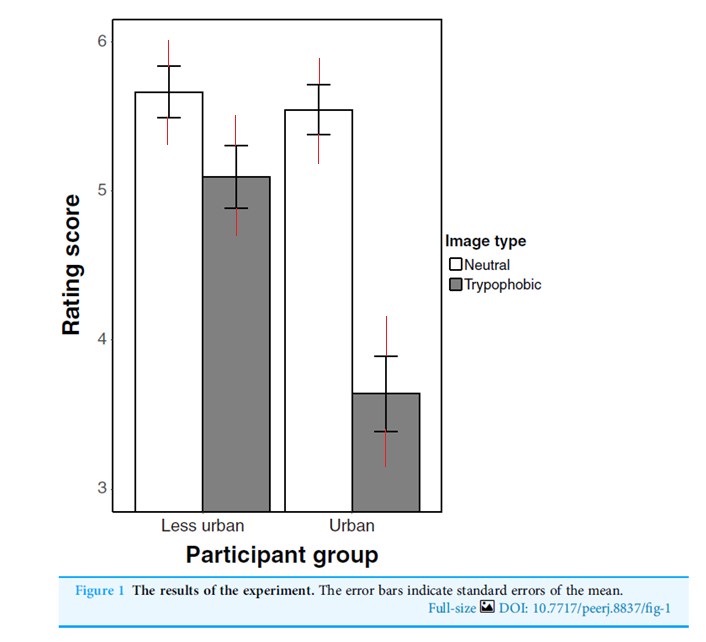 6
5
4
3
Rating score
Image type
Neutral
Trypophobic
Less urban
Urban
Participant group
Figure 1 The results of the experiment. The error bars indicate standard errors of the mean.
Full-size DOI: 10.7717/peerj.8837/fig-1